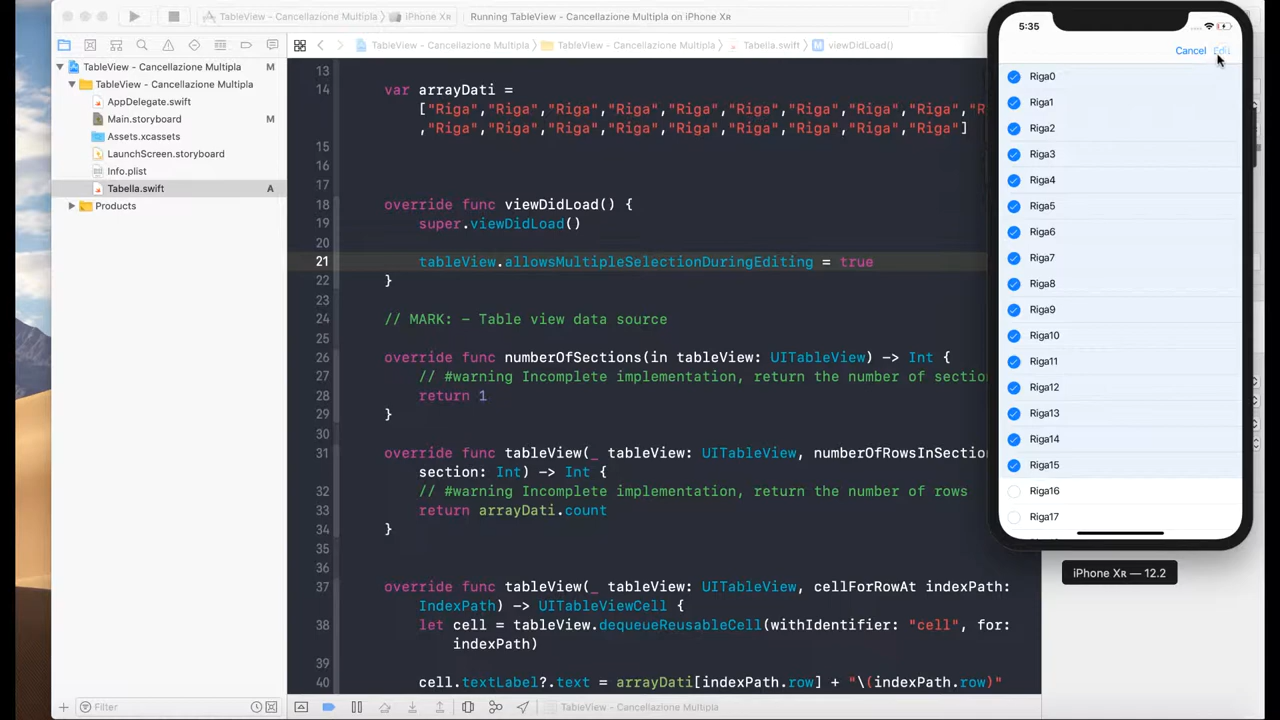 TableView - Cancellazione Multipla
iPhone Xʀ
Running TableView - Cancellazione Multipla on iPhone Xʀ
TableView - Cancellazione Multipla
TableView - Cancellazione Multipla
Tabella.swift
M viewDidLoad()
TableView - Cancellazione Multipla M
TableView - Cancellazione Multipla
AppDelegate.swift
Main.storyboard M
Assets.xcassets
LaunchScreen.storyboard
Info.plist
Tabella.swift A
Products
Filter
13
14 var arrayDati =
["Riga","Riga","Riga","Riga","Riga","Riga","Riga","Riga","R
,"Riga","Riga","Riga","Riga","Riga","Riga","Riga","Riga"]
15
16
17
18 override func viewDidLoad() {
19 super.viewDidLoad()
20
21 tableView.allowsMultipleSelectionDuringEditing = true
22 }
23
24 // MARK: - Table view data source
25
26 override func numberOfSections(in tableView: UITableView) -> Int {
27 // #warning Incomplete implementation, return the number of sectio
28 return 1
29 }
30
31 override func tableView(_ tableView: UITableView, numberOfRowsInSection
section: Int) -> Int {
32 // #warning Incomplete implementation, return the number of rows
33 return arrayDati.count
34 }
35
36
37 override func tableView(_ tableView: UITableView, cellForRowAt indexPath:
IndexPath) -> UITableViewCell {
38 let cell = tableView.dequeueReusableCell(withIdentifier: "cell", for:
indexPath)
39
40 cell.textLabel?.text = arrayDati[indexPath.row] + "\(indexPath.row)"
TableView - Cancellazione Multipla
5:35
Cancel Edit
Riga0
Riga1
Riga2
Riga3
Riga4
Riga5
Riga6
Riga7
Riga8
Riga9
Riga10
Riga11
Riga12
Riga13
Riga14
Riga15
Riga16
Riga17
iPhone Xʀ — 12.2